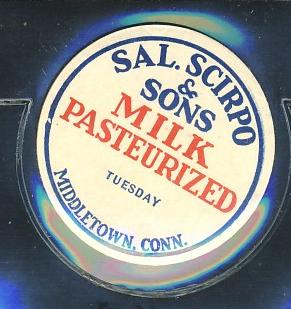 SAL. SCIRPO
&
SONS
MILK
PASTEURIZED
TUESDAY
MIDDLETOWN, CONN.